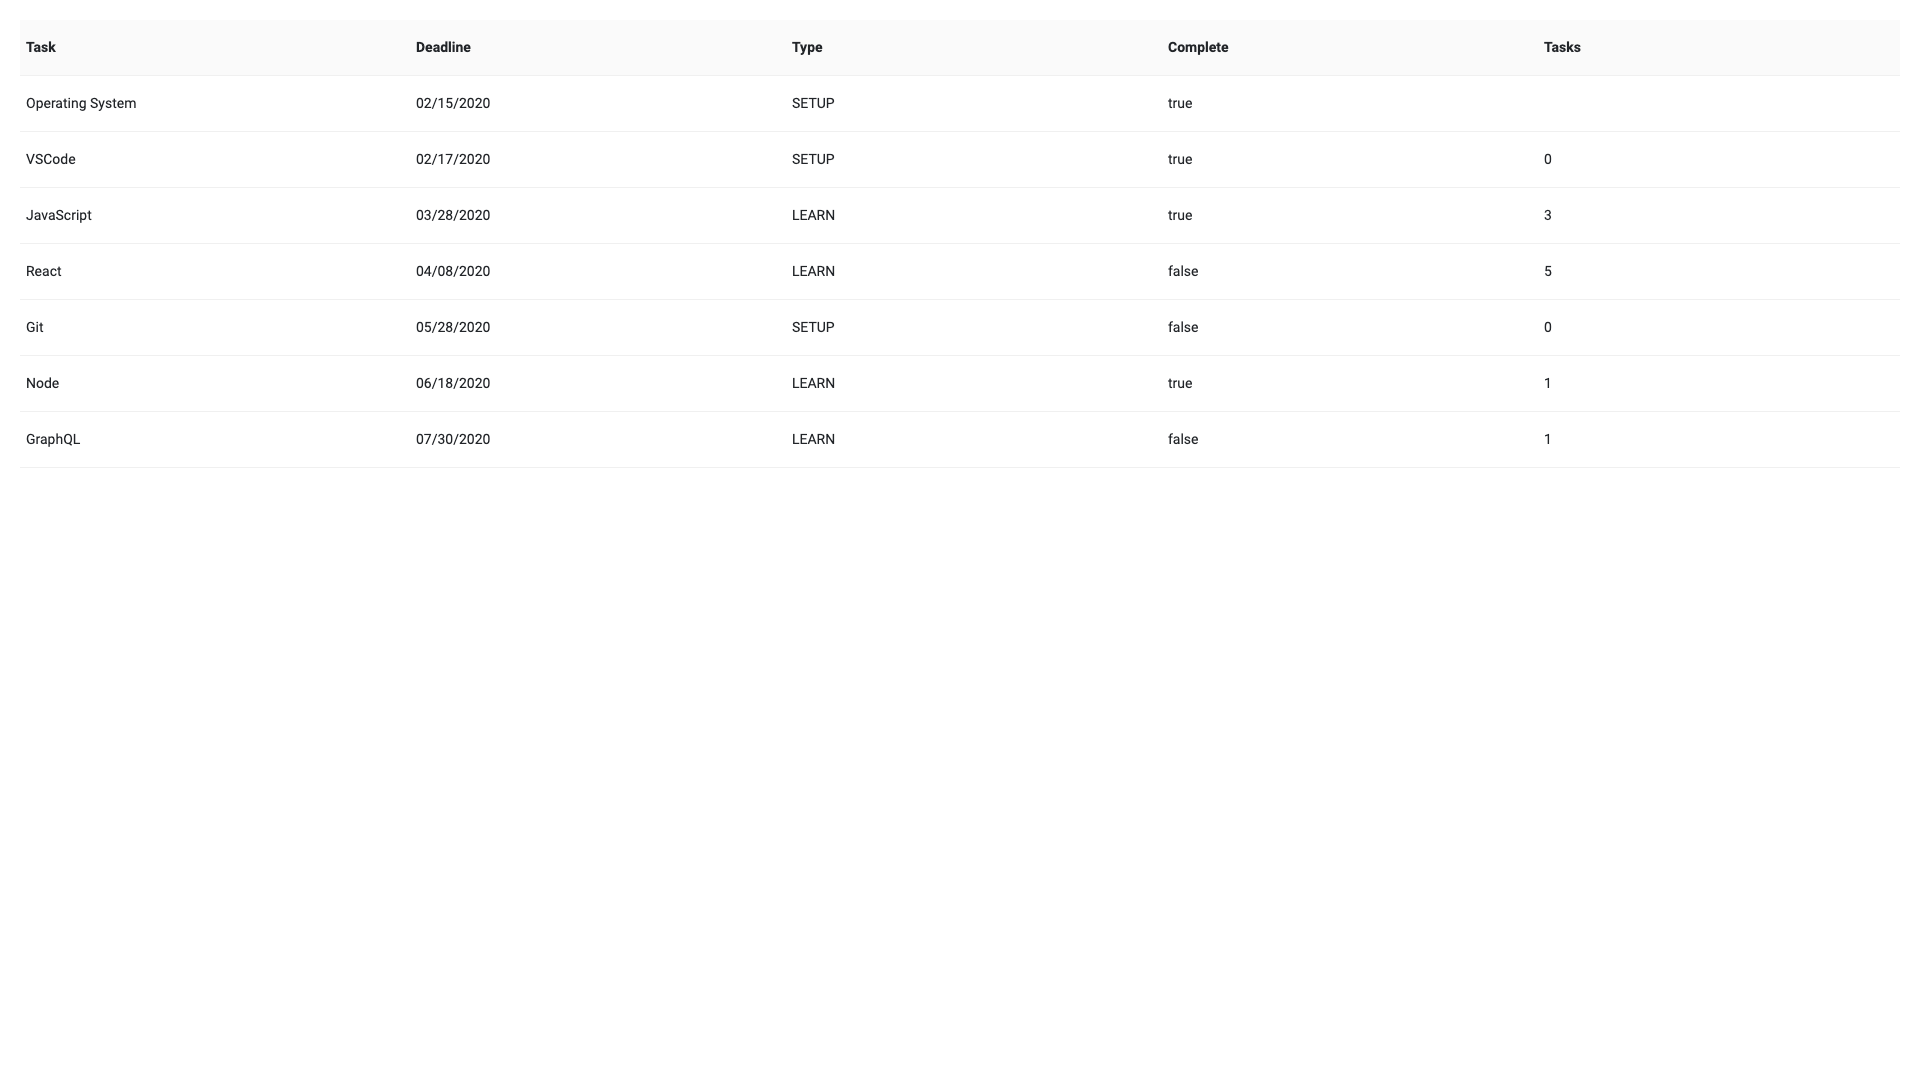 Task Deadline Type Complete Tasks
Operating System 02/15/2020 SETUP true
VSCode 02/17/2020 SETUP true 0
JavaScript 03/28/2020 LEARN true 3
React 04/08/2020 LEARN false 5
Git 05/28/2020 SETUP false 0
Node 06/18/2020 LEARN true 1
GraphQL 07/30/2020 LEARN false 1